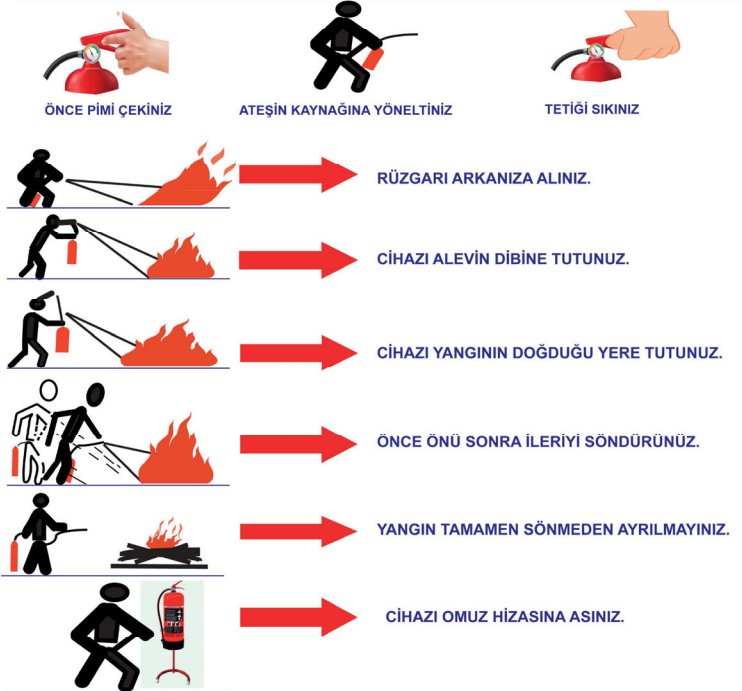 ÖNCE PİMİ ÇEKİNİZ
ATEŞİN KAYNAĞINA YÖNELTİNİZ
TETİĞİ SIKINIZ
RÜZGARI ARKANIZA ALINIZ.
CİHAZI ALEVİN DİBİNE TUTUNUZ.
CİHAZI YANGININ DOĞDUĞU YERE TUTUNUZ.
ÖNCE ÖNÜ SONRA İLERİYİ SÖNDÜRÜNÜZ.
YANGIN TAMAMEN SÖNMEDEN AYRILMAYINIZ.
CİHAZI OMUZ HİZASINA ASINIZ.